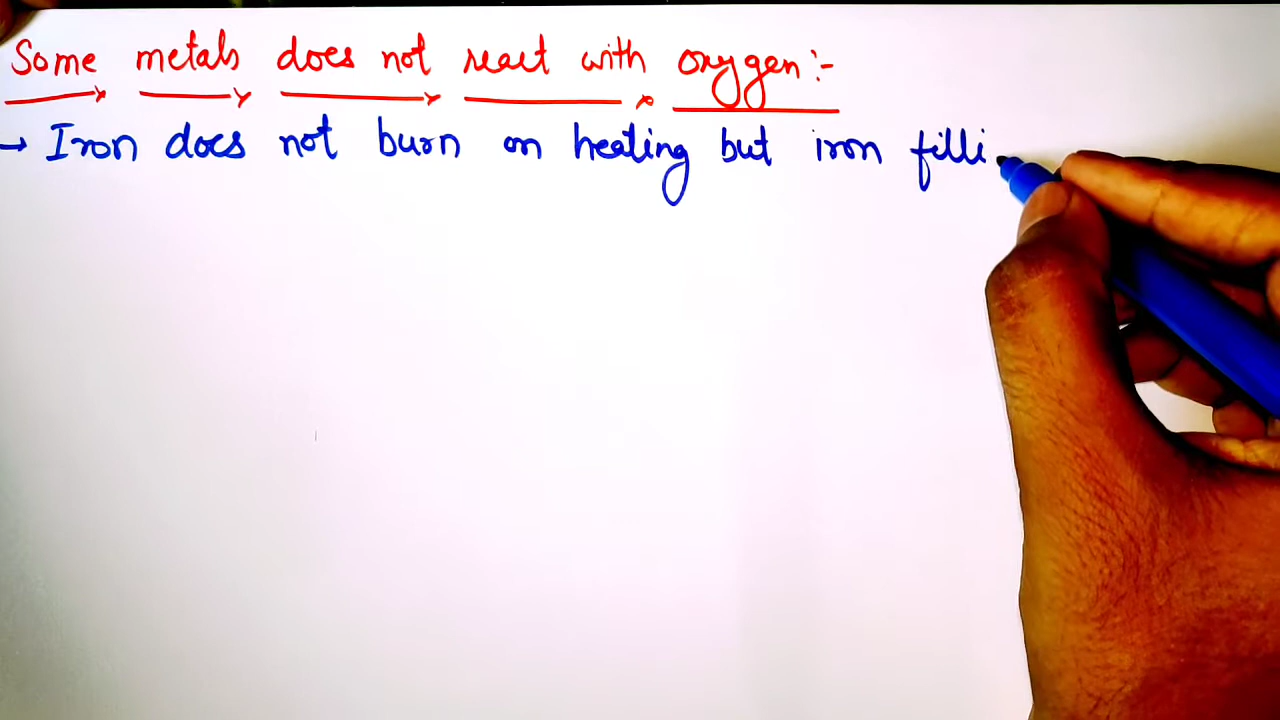 Some metals does not react with oxygen:-
→ Iron does not burn on heating but iron filli